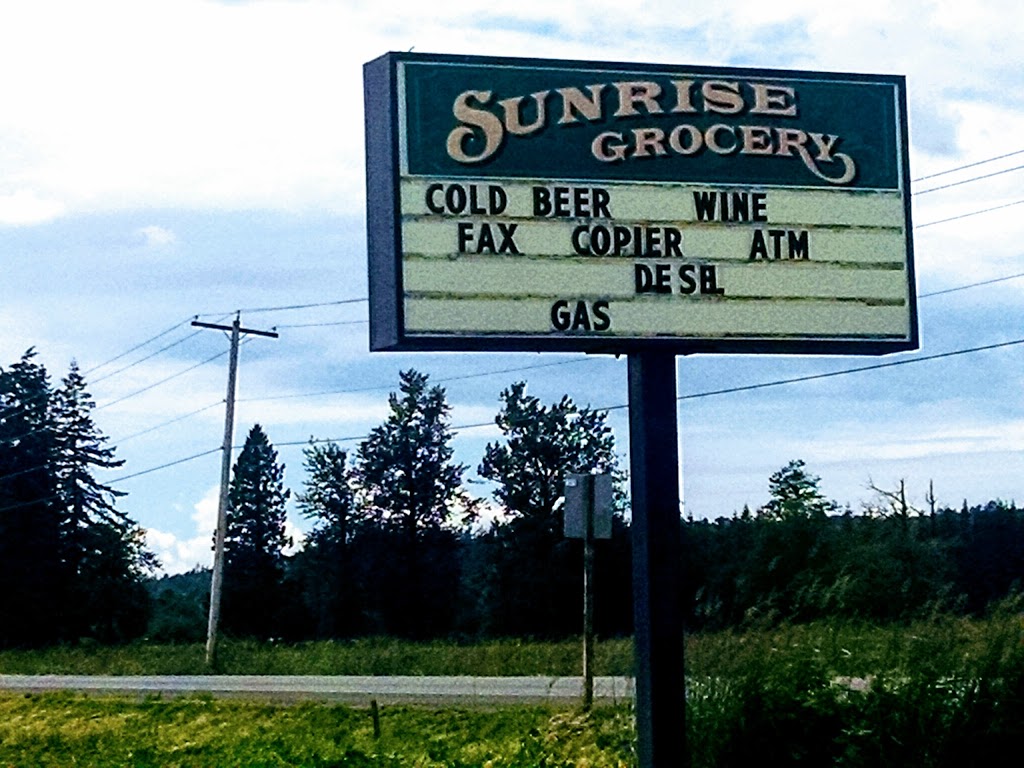 SUNRISE
GROCERY
COLD BEER WINE
FAX COPIER ATM
DESEL
GAS